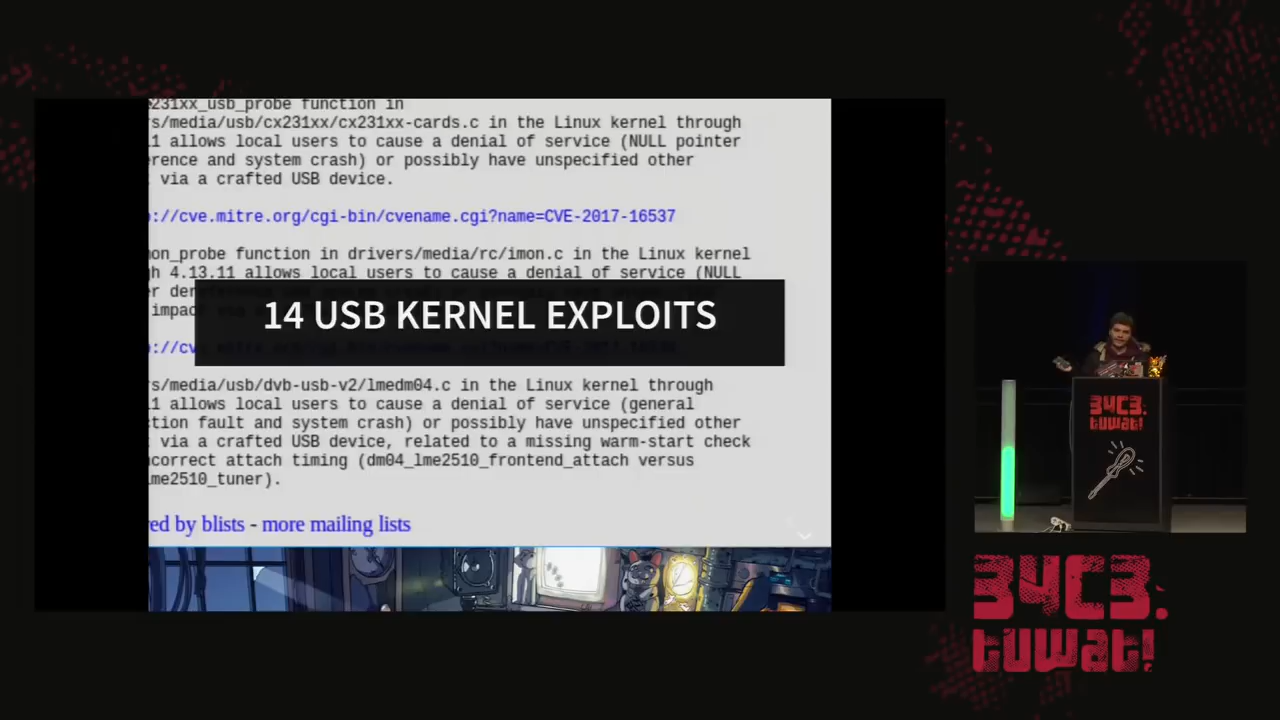 231xx_usb_probe function in
s/media/usb/cx231xx/cx231xx-cards.c in the Linux kernel through
.1 allows local users to cause a denial of service (NULL pointer
erence and system crash) or possibly have unspecified other
via a crafted USB device.
://cve.mitre.org/cgi-bin/cvename.cgi?name=CVE-2017-16537
on_probe function in drivers/media/rc/imon.c in the Linux kernel
gh 4.13.11 allows local users to cause a denial of service (NULL
14 USB KERNEL EXPLOITS
s/media/usb/dvb-usb-v2/lmedm04.c in the Linux kernel through
.1 allows local users to cause a denial of service (general
ction fault and system crash) or possibly have unspecified other
via a crafted USB device, related to a missing warm-start check
correct attach timing (dm04_lme2510_frontend_attach versus
lme2510_tuner).
ed by blists - more mailing lists
34C3.
tuwat!
34C3.
tuwat!